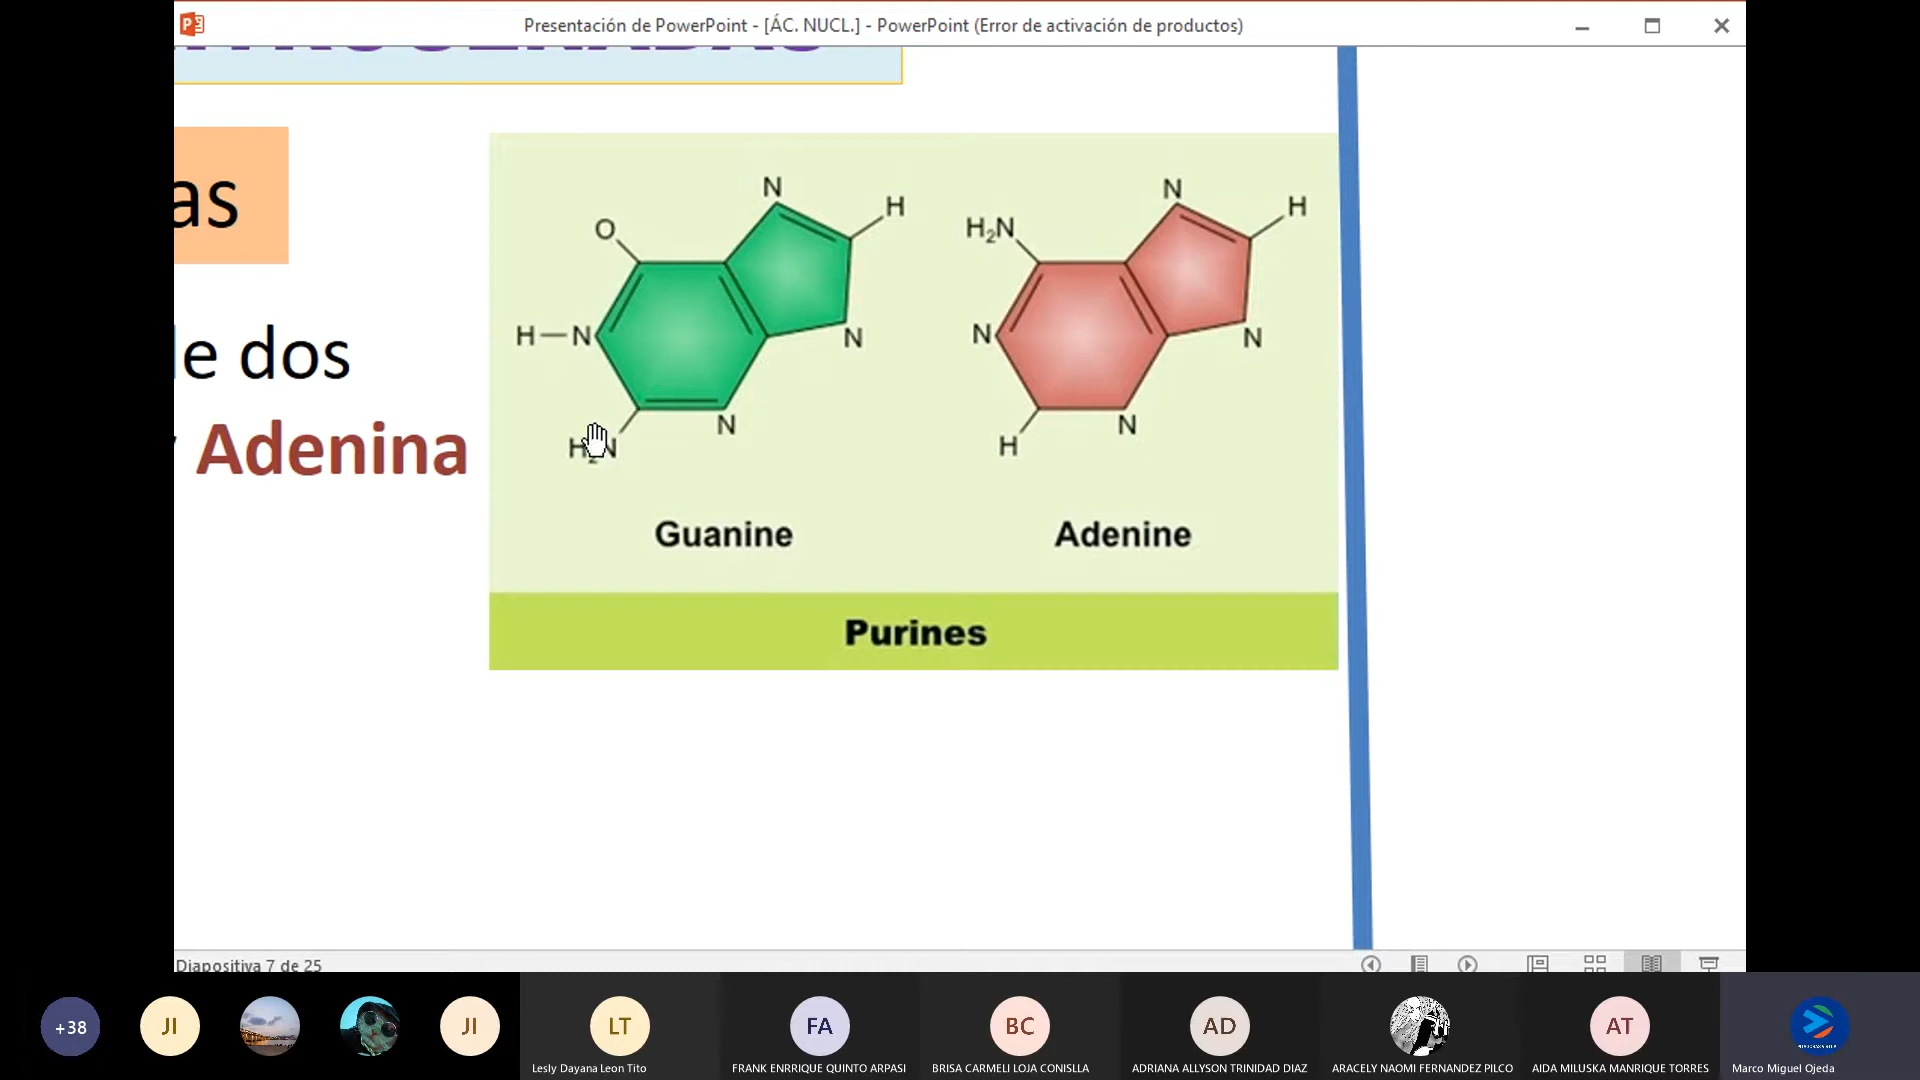 Presentación de PowerPoint - [ÁC. NUCL.] - PowerPoint (Error de activación de productos)
as
e dos
Adenina
N
H
O
H—N
N
N
H₂N
Guanine
N
H
H₂N
N
N
N
H
Adenine
Purines
Diapositiva 7 de 25
+38
JI
JI
LT
FA
BC
AD
AT
Lesly Dayana Leon Tito
FRANK ENRRIQUE QUINTO ARPASI
BRISA CARMELI LOJA CONISLLA
ADRIANA ALLYSON TRINIDAD DIAZ
ARACELY NAOMI FERNANDEZ PILCO
AIDA MILUSKA MANRIQUE TORRES
Marco Miguel Ojeda